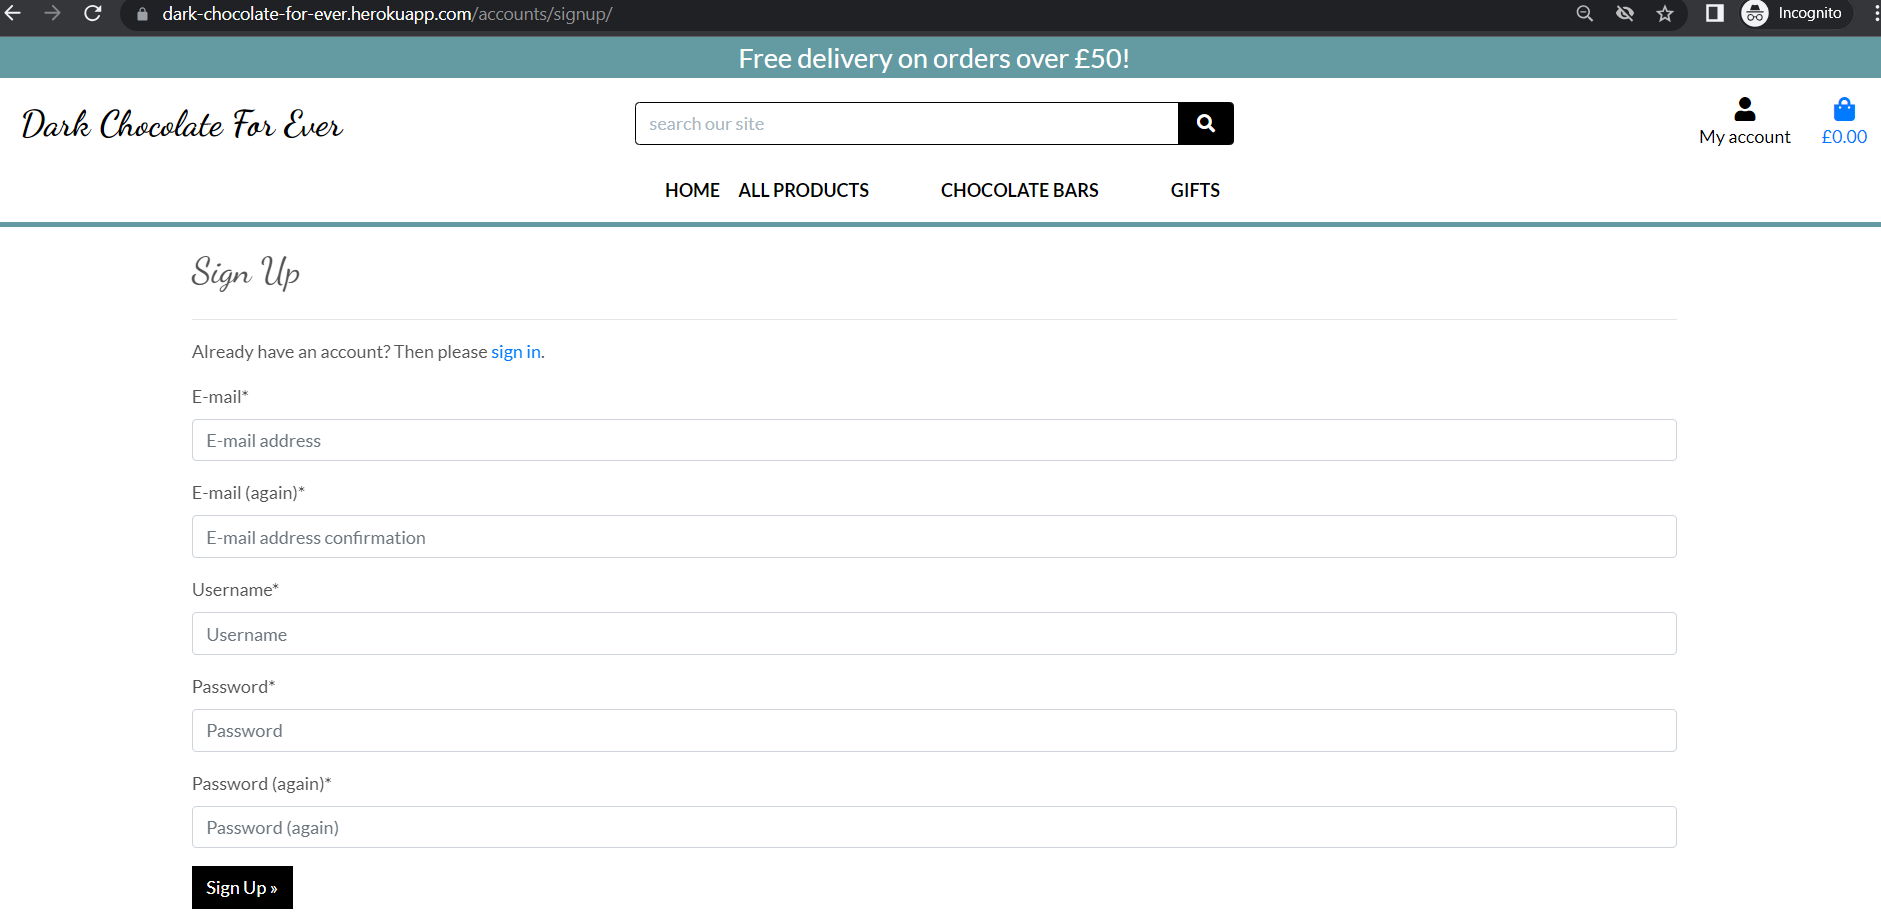 dark-chocolate-for-ever.herokuapp.com/accounts/signup/
Incognito
Free delivery on orders over £50!
Dark Chocolate For Ever
search our site
My account
£0.00
HOME
ALL PRODUCTS
CHOCOLATE BARS
GIFTS
Sign Up
Already have an account? Then please sign in.
E-mail*
E-mail address
E-mail (again)*
E-mail address confirmation
Username*
Username
Password*
Password
Password (again)*
Password (again)
Sign Up »